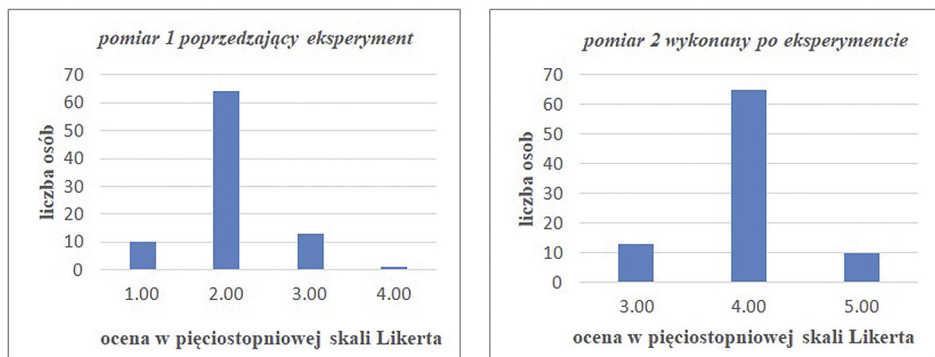 pomiar 1 poprzedzający eksperyment
70
60
50
40
30
20
10
0
liczba osób
1.00 2.00 3.00 4.00
ocena w pięciostopniowej skali Likerta
pomiar 2 wykonany po eksperymencie
70
60
50
40
30
20
10
0
liczba osob
3.00 4.00 5.00
ocena w pięciostopniowej skali Likerta